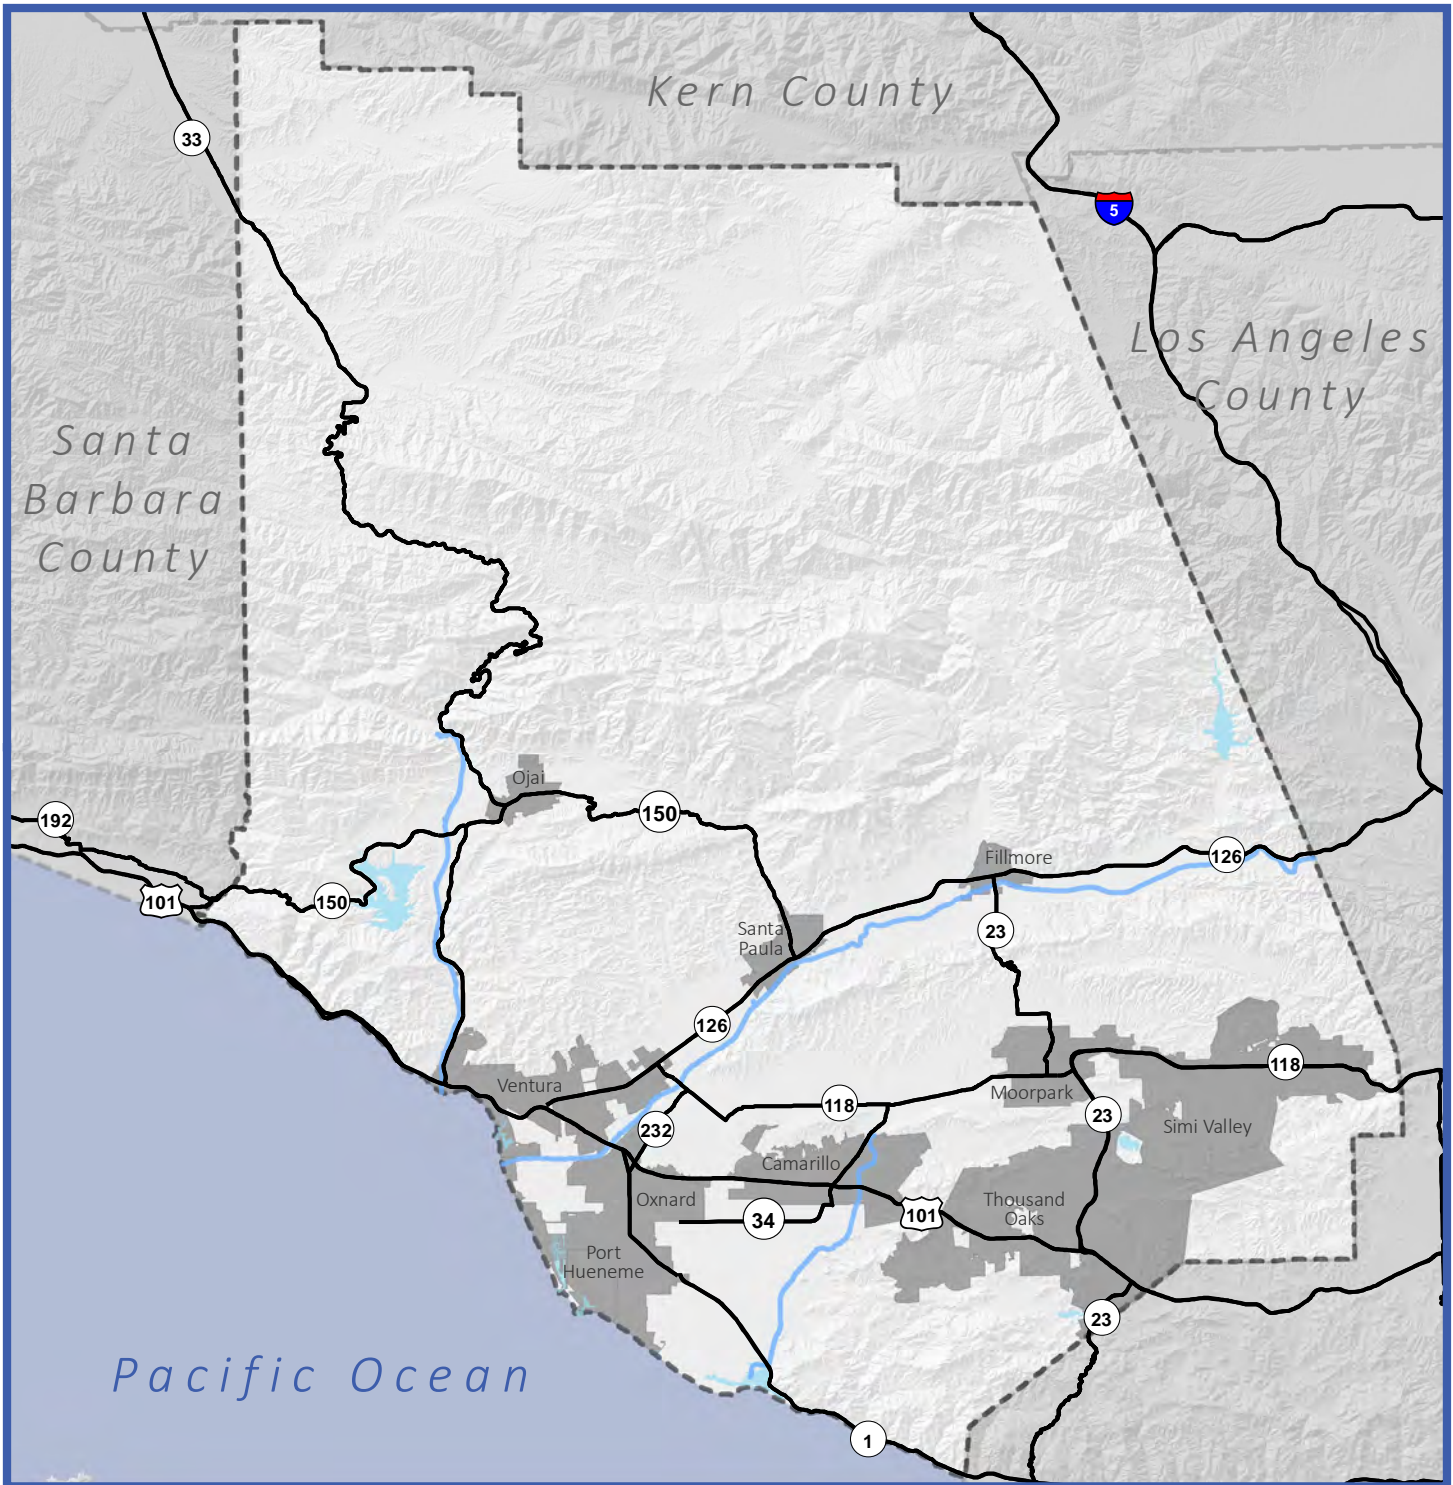 Kern County
33
5
Los Angeles
County
Santa
Barbara
County
Ojai
192
150
Fillmore
126
101
150
Santa
Paula
23
126
Ventura
118
Moorpark
118
23
232
Simi Valley
Camarillo
Oxnard
34
101
Thousand
Oaks
Port
Hueneme
23
Pacific Ocean
1